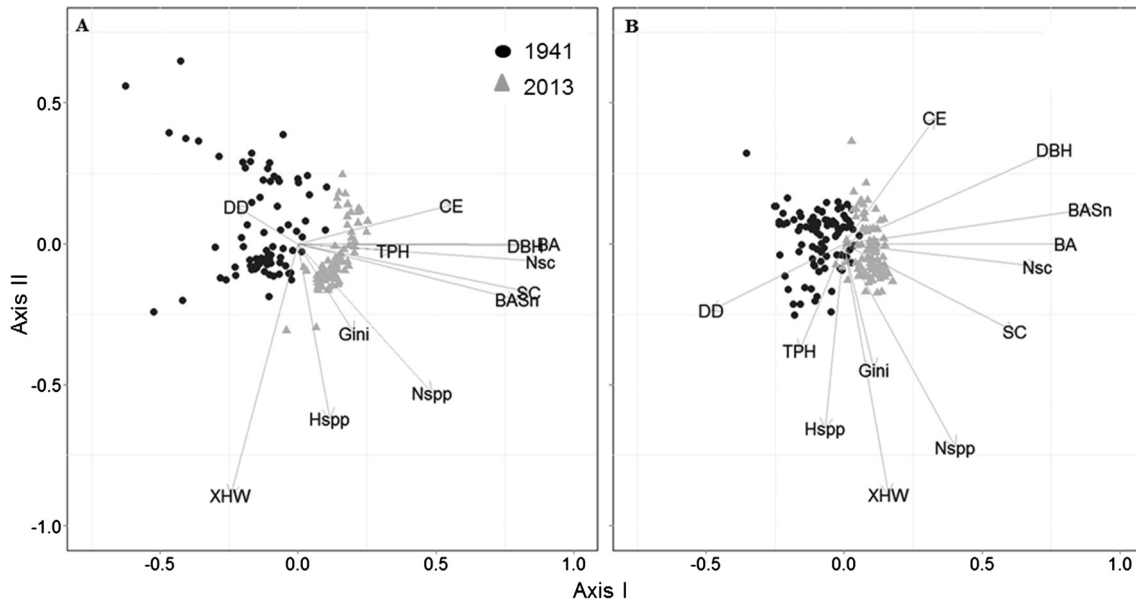 A
1941
2013
0.5
0.0
-0.5
-1.0
Axis II
DD
CE
TPH
DBH
BA
Nsc
SC
BASn
Gini
Nspp
Hspp
XHW
-0.5
0.0
0.5
1.0
B
CE
DBH
BASn
BA
Nsc
DD
SC
TPH
Gini
Hspp
Nspp
XHW
-0.5
0.0
0.5
1.0
Axis I